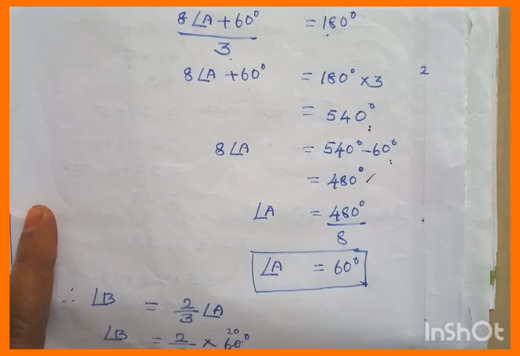 8∠A + 60° / 3 = 180°
8∠A + 60° = 180° × 3
2
= 540°
8∠A = 540° - 60°
= 480°
∠A = 480° / 8
∠A = 60°
∴ ∠B = 2/3 ∠A
∠B = 2 × 60° 20
InShOt